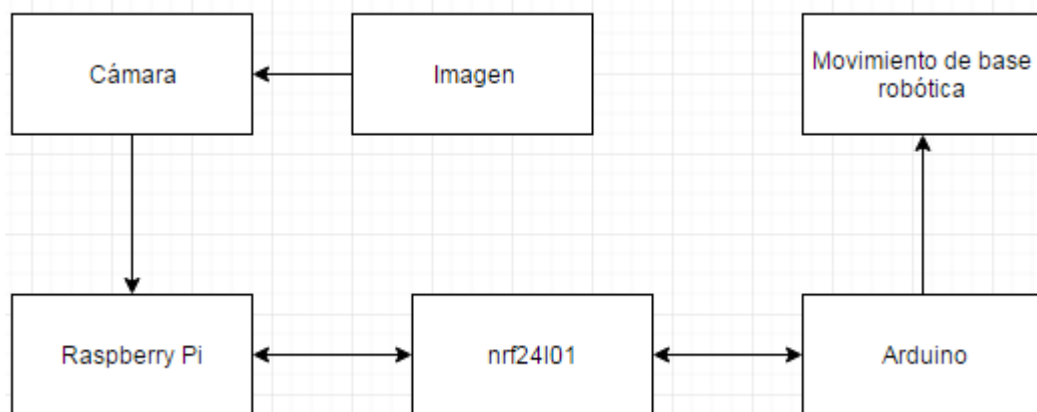 Cámara
Imagen
Movimiento de base
robótica
Raspberry Pi
nrf24l01
Arduino